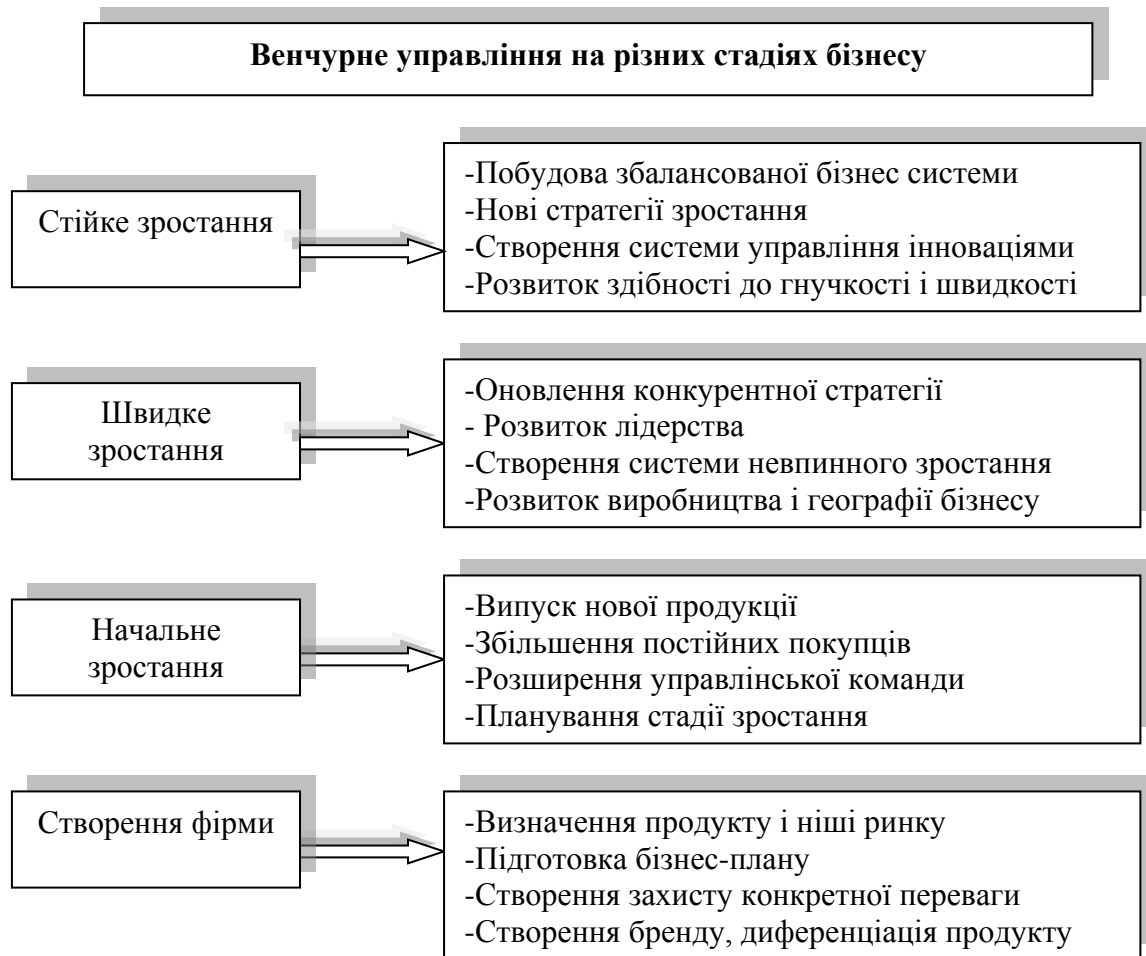 Венчурне управління на різних стадіях бізнесу
Стійке зростання
-Побудова збалансованої бізнес системи
-Нові стратегії зростання
-Створення системи управління інноваціями
-Розвиток здібності до гнучкості і швидкості
Швидке
зростання
-Оновлення конкурентної стратегії
- Розвиток лідерства
-Створення системи невпинного зростання
-Розвиток виробництва і географії бізнесу
Начальне
зростання
-Випуск нової продукції
-Збільшення постійних покупців
-Розширення управлінської команди
-Планування стадії зростання
Створення фірми
-Визначення продукту і ніші ринку
-Підготовка бізнес-плану
-Створення захисту конкретної переваги
-Створення бренду, диференціація продукту